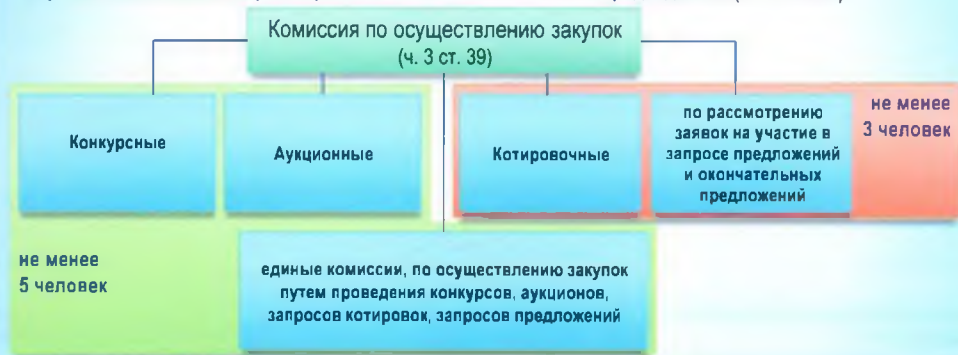 Комиссия по осуществлению закупок
(ч. 3 ст. 39)
Конкурсные
Аукционные
Котировочные
по рассмотрению
заявок на участие в
запросе предложений
и окончательных
предложений
не менее
3 человек
не менее
5 человек
единые комиссии, по осуществлению закупок
путем проведения конкурсов, аукционов,
запросов котировок, запросов предложений